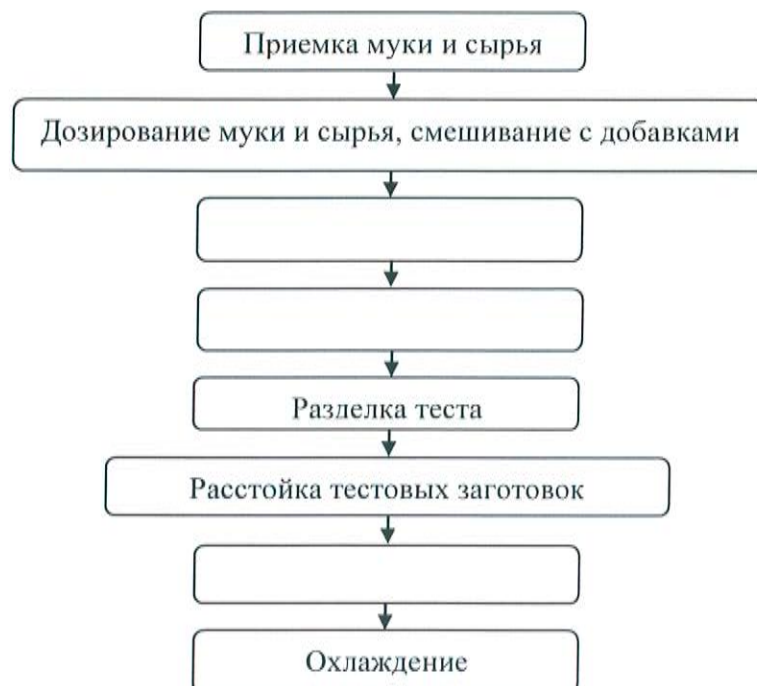 Приемка муки и сырья
Дозирование муки и сырья, смешивание с добавками
Разделка теста
Расстойка тестовых заготовок
Охлаждение